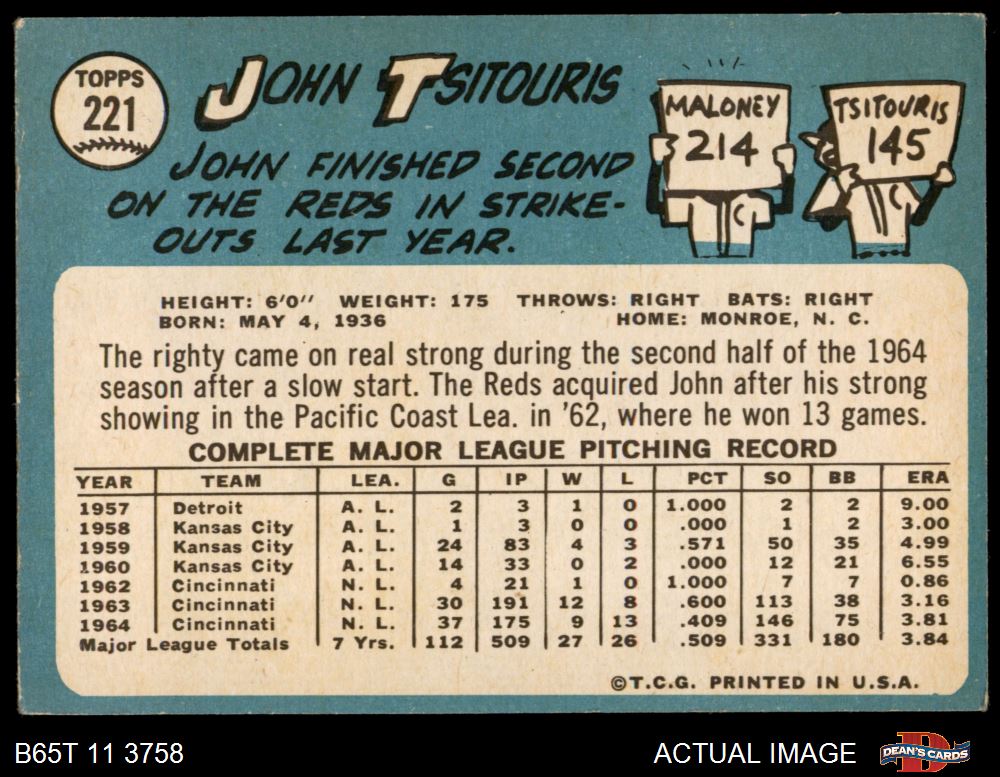 TOPPS
221
JOHN TSITOURIS
JOHN FINISHED SECOND
ON THE REDS IN STRIKE-
OUTS LAST YEAR.
MALONEY
214
TSITOURIS
145
C
C
HEIGHT: 6'0" WEIGHT: 175 THROWS: RIGHT BATS: RIGHT
BORN: MAY 4, 1936 HOME: MONROE, N. C.
The righty came on real strong during the second half of the 1964
season after a slow start. The Reds acquired John after his strong
showing in the Pacific Coast Lea. in '62, where he won 13 games.
COMPLETE MAJOR LEAGUE PITCHING RECORD
YEAR TEAM LEA. G IP W L PCT SO BB ERA
1957 Detroit A. L. 2 3 1 0 1.000 2 2 9.00
1958 Kansas City A. L. 1 3 0 0 .000 1 2 3.00
1959 Kansas City A. L. 24 83 4 3 .571 50 35 4.99
1960 Kansas City A. L. 14 33 0 2 .000 12 21 6.55
1962 Cincinnati N. L. 4 21 1 0 1.000 7 7 0.86
1963 Cincinnati N. L. 30 191 12 8 .600 113 38 3.16
1964 Cincinnati N. L. 37 175 9 13 .409 146 75 3.81
Major League Totals 7 Yrs. 112 509 27 26 .509 331 180 3.84
©T.C.G. PRINTED IN U.S.A.
B65T 11 3758 ACTUAL IMAGE DEAN'S CARDS